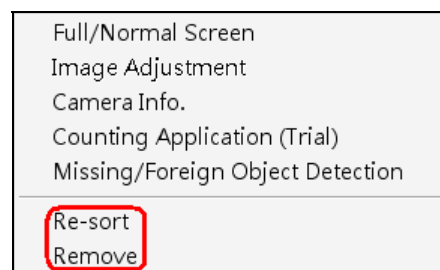 Full/Normal Screen
Image Adjustment
Camera Info.
Counting Application (Trial)
Missing/Foreign Object Detection
Re-sort
Remove